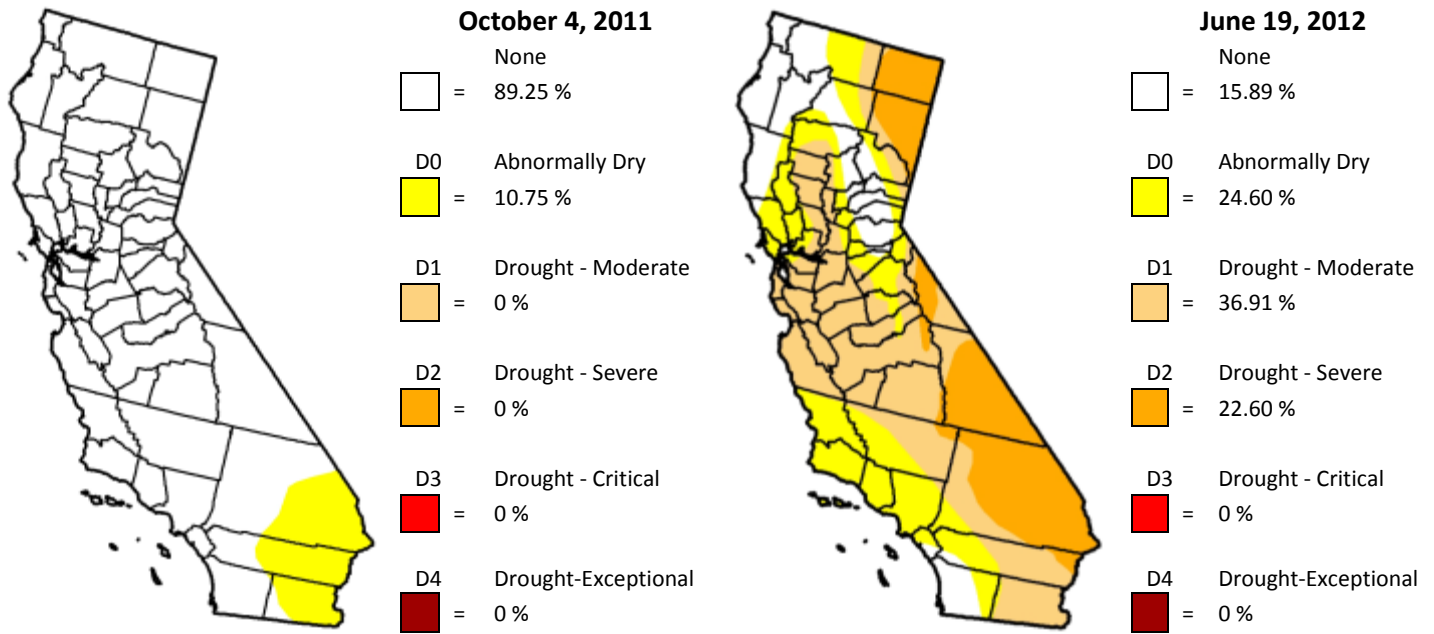 October 4, 2011
None
= 89.25 %
D0 Abnormally Dry
= 10.75 %
D1 Drought - Moderate
= 0 %
D2 Drought - Severe
= 0 %
D3 Drought - Critical
= 0 %
D4 Drought-Exceptional
= 0 %
June 19, 2012
None
= 15.89 %
D0 Abnormally Dry
= 24.60 %
D1 Drought - Moderate
= 36.91 %
D2 Drought - Severe
= 22.60 %
D3 Drought - Critical
= 0 %
D4 Drought-Exceptional
= 0 %